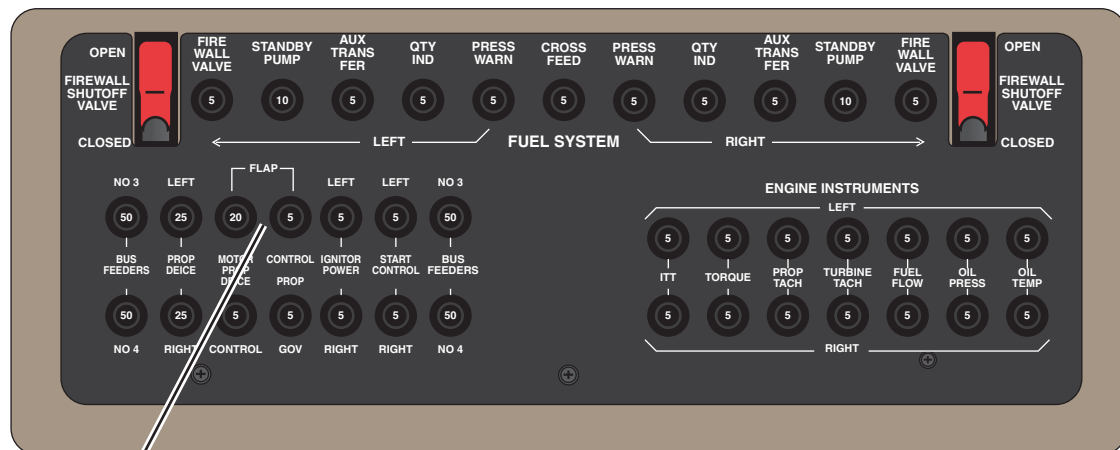 OPEN
FIREWALL
SHUTOFF
VALVE
CLOSED
FIRE
WALL
VALVE
STANDBY
PUMP
AUX
TRANS
FER
QTY
IND
PRESS
WARN
CROSS
FEED
PRESS
WARN
QTY
IND
AUX
TRANS
FER
STANDBY
PUMP
FIRE
WALL
VALVE
OPEN
FIREWALL
SHUTOFF
VALVE
CLOSED
5 10 5 5 5 5 5 5 5 10 5
LEFT FUEL SYSTEM RIGHT
FLAP
NO 3 LEFT LEFT LEFT NO 3
50 25 20 5 5 5 50
BUS
FEEDERS
PROP
DEICE
MOTOR
PROP
DEICE
CONTROL
PROP
IGNITOR
POWER
START
CONTROL
BUS
FEEDERS
50 25 5 5 5 5 50
NO 4 RIGHT CONTROL GOV RIGHT RIGHT NO 4
ENGINE INSTRUMENTS
LEFT
5 5 5 5 5 5 5
ITT
TORQUE
PROP
TACH
TURBINE
TACH
FUEL
FLOW
OIL
PRESS
OIL
TEMP
5 5 5 5 5 5 5
RIGHT